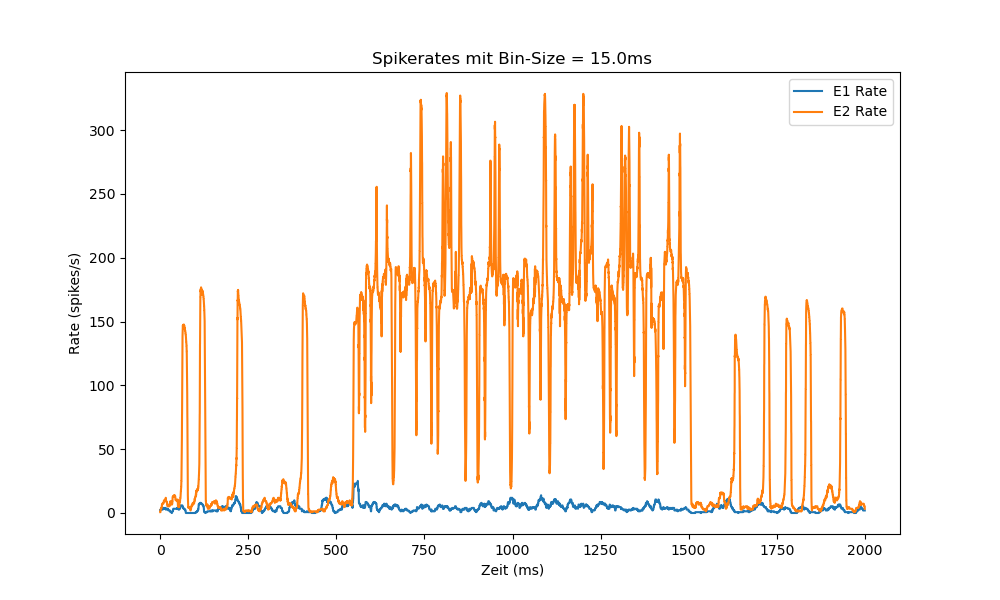 Spikerates mit Bin-Size = 15.0ms
E1 Rate
E2 Rate
Rate (spikes/s)
300
250
200
150
100
50
0
0 250 500 750 1000 1250 1500 1750 2000
Zeit (ms)